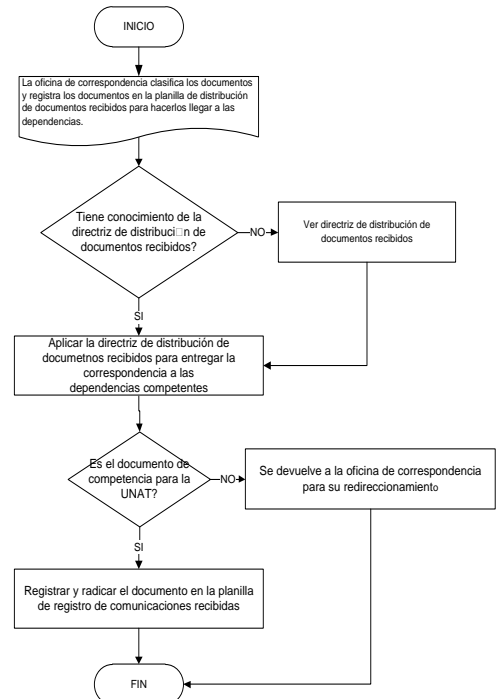 INICIO
La oficina de correspondencia clasifica los documentos
y registra los documentos en la planilla de distribución
de documentos recibidos para hacerlos llegar a las
dependencias.
Tiene conocimiento de la
directriz de distribuci□n de
documentos recibidos?
NO
Ver directriz de distribución de
documentos recibidos
SI
Aplicar la directriz de distribución de
documetnos recibidos para entregar la
correspondencia a las
dependencias competentes
Es el documento de
competencia para la
UNAT?
NO
Se devuelve a la oficina de correspondencia
para su redireccionamiento
SI
Registrar y radicar el documento en la planilla
de registro de comunicaciones recibidas
FIN